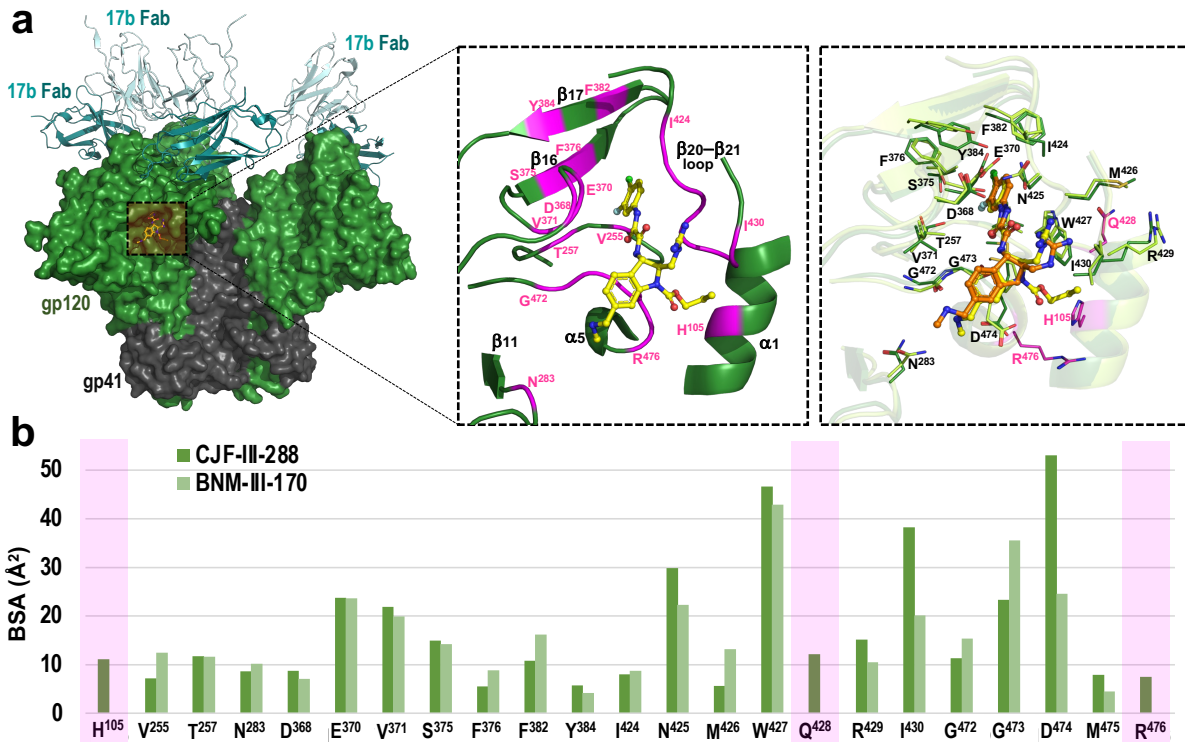 a
17b Fab
17b Fab
17b Fab
gp120
gp41
β17
F³⁸²
Y³⁸⁴
I⁴²⁴
F³⁷⁶
β16
S³⁷⁵
E³⁷⁰
β20–β21
loop
D³⁶⁸
V³⁷¹
V²⁵⁵
I⁴³⁰
T²⁵⁷
G⁴⁷²
H¹⁰⁵
α5
α1
β11
R⁴⁷⁶
N²⁸³
F³⁸²
I⁴²⁴
E³⁷⁰
Y³⁸⁴
F³⁷⁶
S³⁷⁵
M⁴²⁶
N⁴²⁵
D³⁶⁸
Q⁴²⁸
W⁴²⁷
T²⁵⁷
R⁴²⁹
V³⁷¹
G⁴⁷³
I⁴³⁰
G⁴⁷²
H¹⁰⁵
D⁴⁷⁴
R⁴⁷⁶
N²⁸³
b
CJF-III-288
BNM-III-170
BSA (Å²)
50
40
30
20
10
0
H¹⁰⁵ V²⁵⁵ T²⁵⁷ N²⁸³ D³⁶⁸ E³⁷⁰ V³⁷¹ S³⁷⁵ F³⁷⁶ F³⁸² Y³⁸⁴ I⁴²⁴ N⁴²⁵ M⁴²⁶ W⁴²⁷ Q⁴²⁸ R⁴²⁹ I⁴³⁰ G⁴⁷² G⁴⁷³ D⁴⁷⁴ M⁴⁷⁵ R⁴⁷⁶